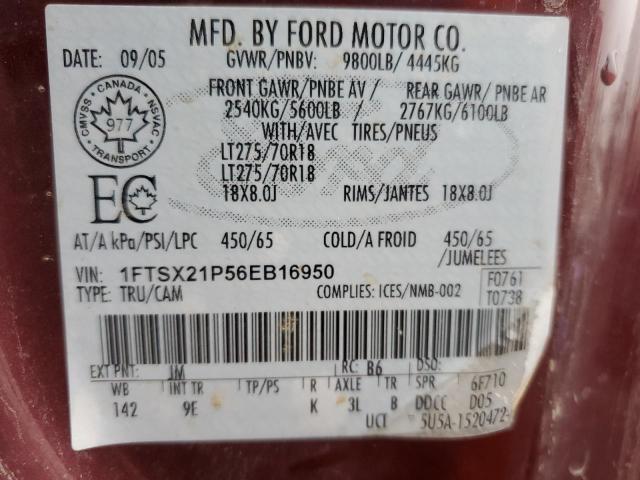 MFD. BY FORD MOTOR CO.
DATE: 09/05 GVWR/PNBV: 9800LB/ 4445KG
FRONT GAWR/PNBE AV / REAR GAWR/ PNBE AR
2540KG/5600LB / 2767KG/6100LB
WITH/AVEC TIRES/PNEUS
LT275/70R18
LT275/70R18
18X8.0J RIMS/JANTES 18X8.0J
CANADA
CMVSS NSVAC
977
TRANSPORT
EC
AT/A kPa/PSI/LPC 450/65 COLD/A FROID 450/65
/JUMELEES
VIN: 1FTSX21P56EB16950 F0761
TYPE: TRU/CAM COMPLIES: ICES/NMB-002 T0738
EXT PNT: JM RC: B6 DSO:
WB INT TR TP/PS R AXLE TR SPR 6F710
142 9E K 3L B DDCC D05
UCT 5U5A-1520472-